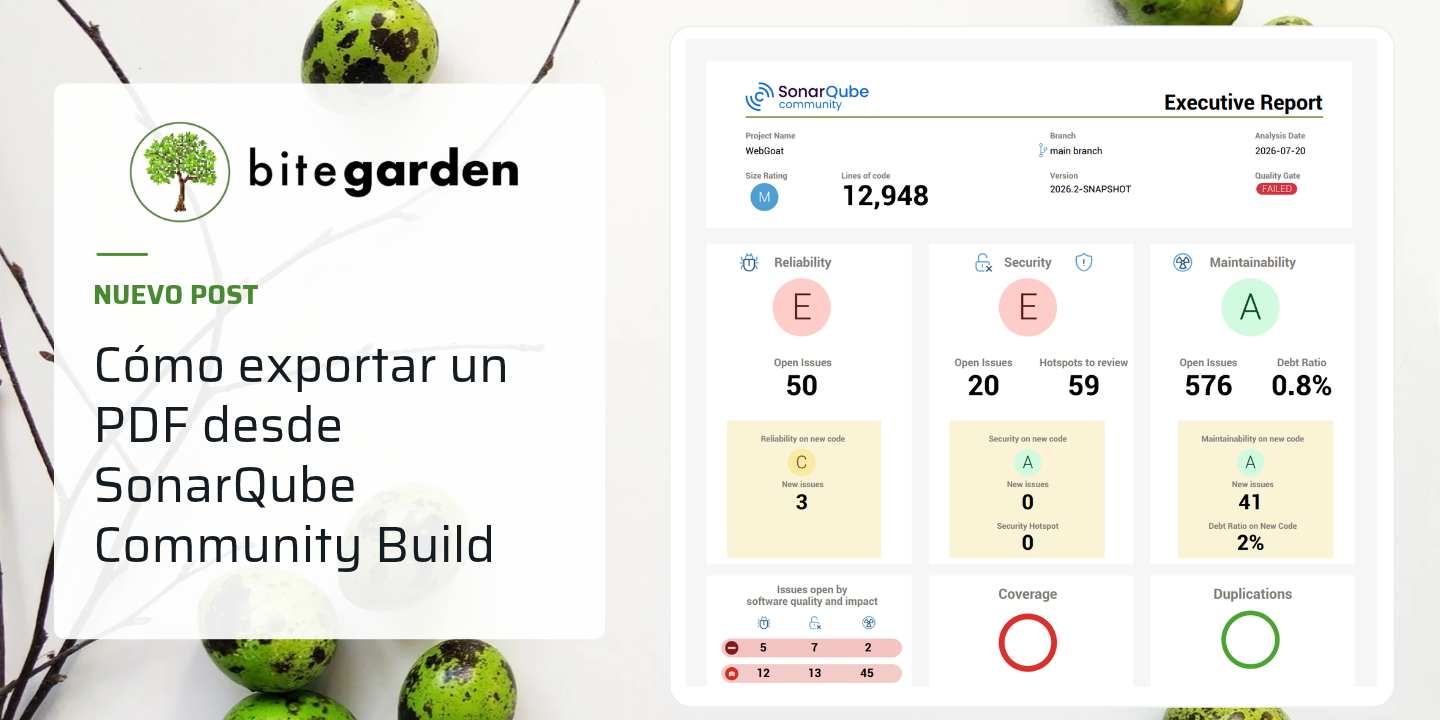 bitegarden
NUEVO POST
Cómo exportar un
PDF desde
SonarQube
Community Build
SonarQube
community
Executive Report
Project Name
WebGoat
Branch
main branch
Analysis Date
2026-07-20
Size Rating
M
Lines of code
12,948
Version
2026.2-SNAPSHOT
Quality Gate
FAILED
Reliability
E
Open Issues
50
Reliability on new code
C
New issues
3
Security
E
Open Issues
20
Hotspots to review
59
Security on new code
A
New issues
0
Security Hotspot
0
Maintainability
A
Open Issues
576
Debt Ratio
0.8%
Maintainability on new code
A
New issues
41
Debt Ratio on New Code
2%
Issues open by
software quality and impact
5 7 2
12 13 45
Coverage
Duplications